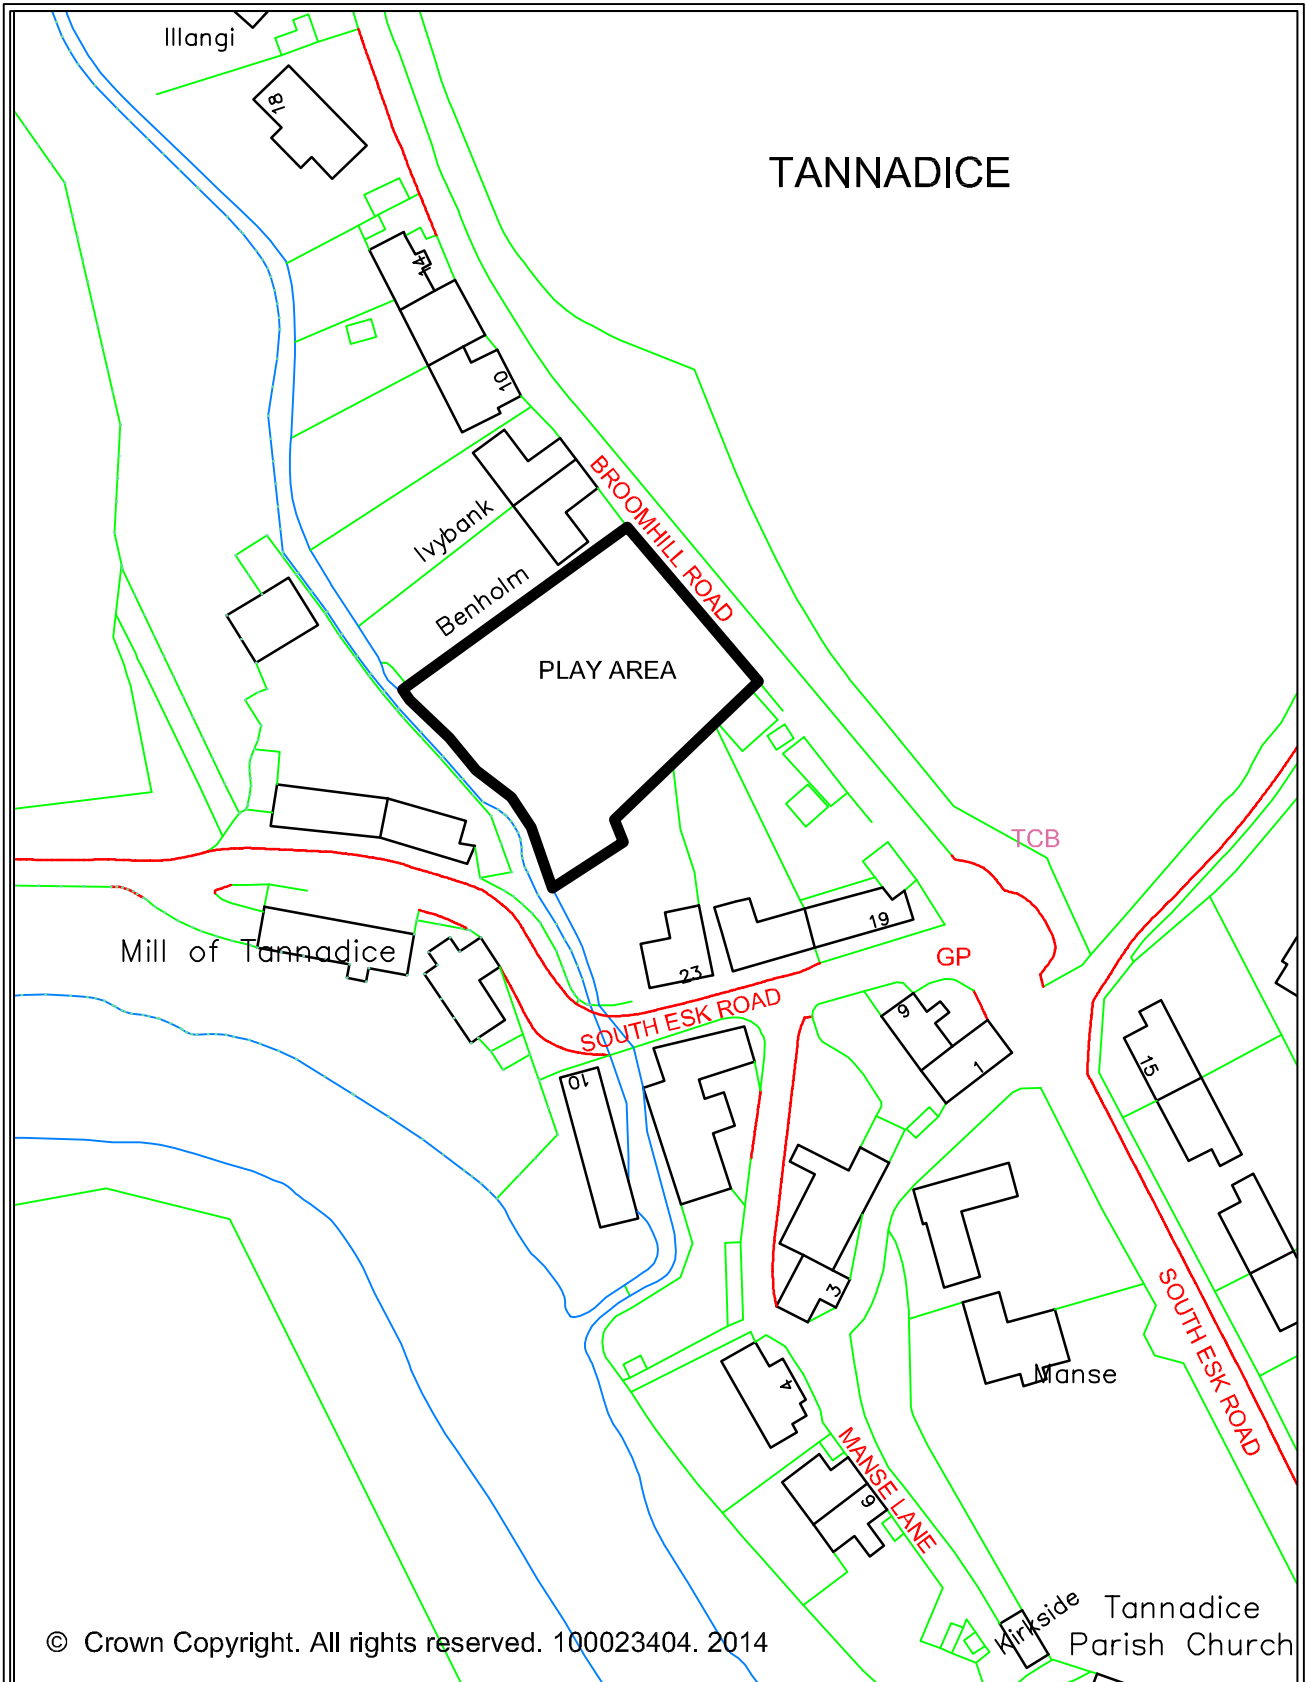 Illangi
18
TANNADICE
14
10
BROOMHILL ROAD
Ivybank
Benholm
PLAY AREA
TCB
19
Mill of Tannadice
GP
23
SOUTH ESK ROAD
9
1
15
10
3
SOUTH ESK ROAD
Manse
4
MANSE LANE
9
Kirkside
Tannadice
Parish Church
© Crown Copyright. All rights reserved. 100023404. 2014